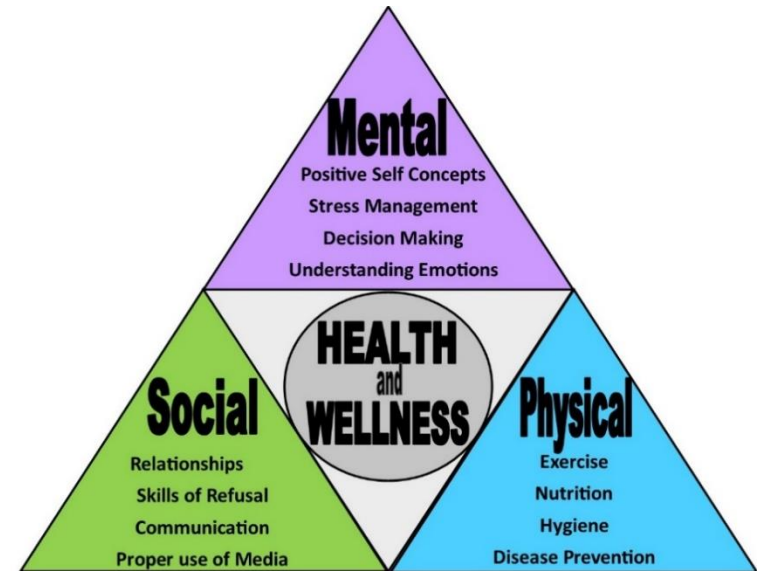 Mental
Positive Self Concepts
Stress Management
Decision Making
Understanding Emotions
HEALTH
and
WELLNESS
Social
Relationships
Skills of Refusal
Communication
Proper use of Media
Physical
Exercise
Nutrition
Hygiene
Disease Prevention